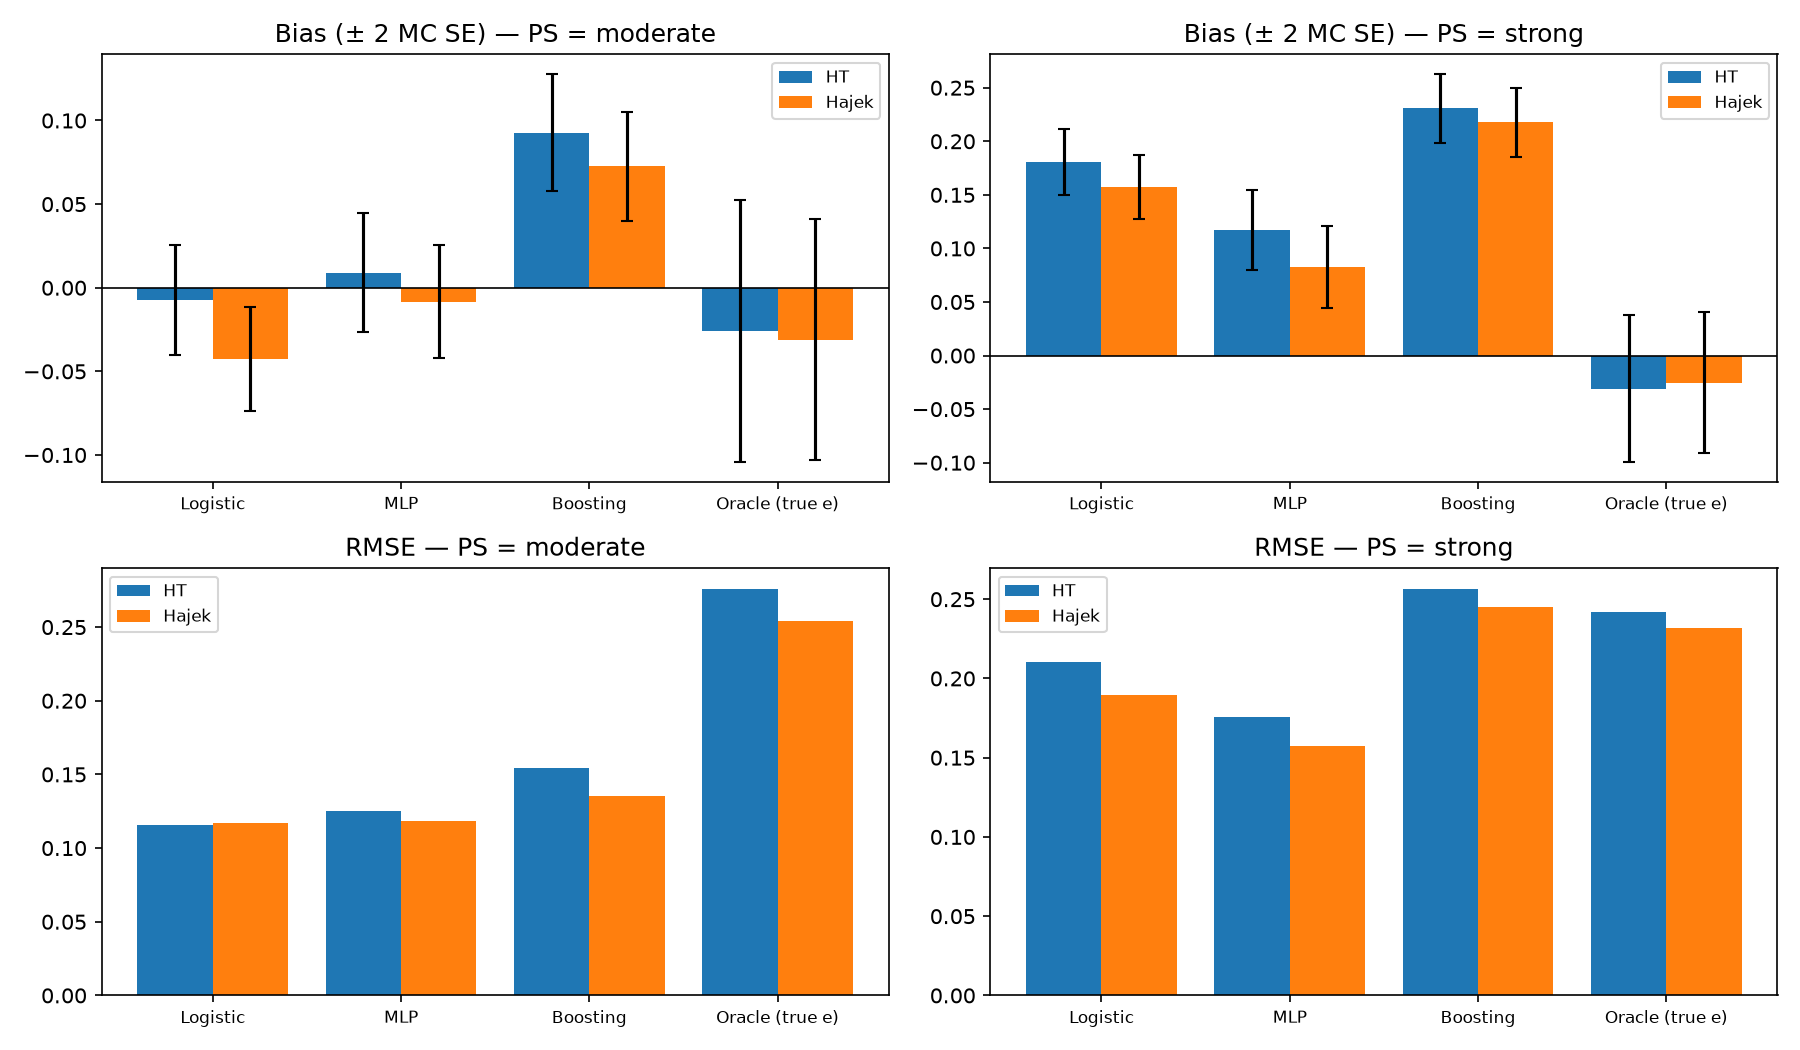 Bias (± 2 MC SE) — PS = moderate
HT
Hajek
0.10
0.05
0.00
−0.05
−0.10
Logistic
MLP
Boosting
Oracle (true e)
Bias (± 2 MC SE) — PS = strong
HT
Hajek
0.25
0.20
0.15
0.10
0.05
0.00
−0.05
−0.10
Logistic
MLP
Boosting
Oracle (true e)
RMSE — PS = moderate
HT
Hajek
0.25
0.20
0.15
0.10
0.05
0.00
Logistic
MLP
Boosting
Oracle (true e)
RMSE — PS = strong
HT
Hajek
0.25
0.20
0.15
0.10
0.05
0.00
Logistic
MLP
Boosting
Oracle (true e)